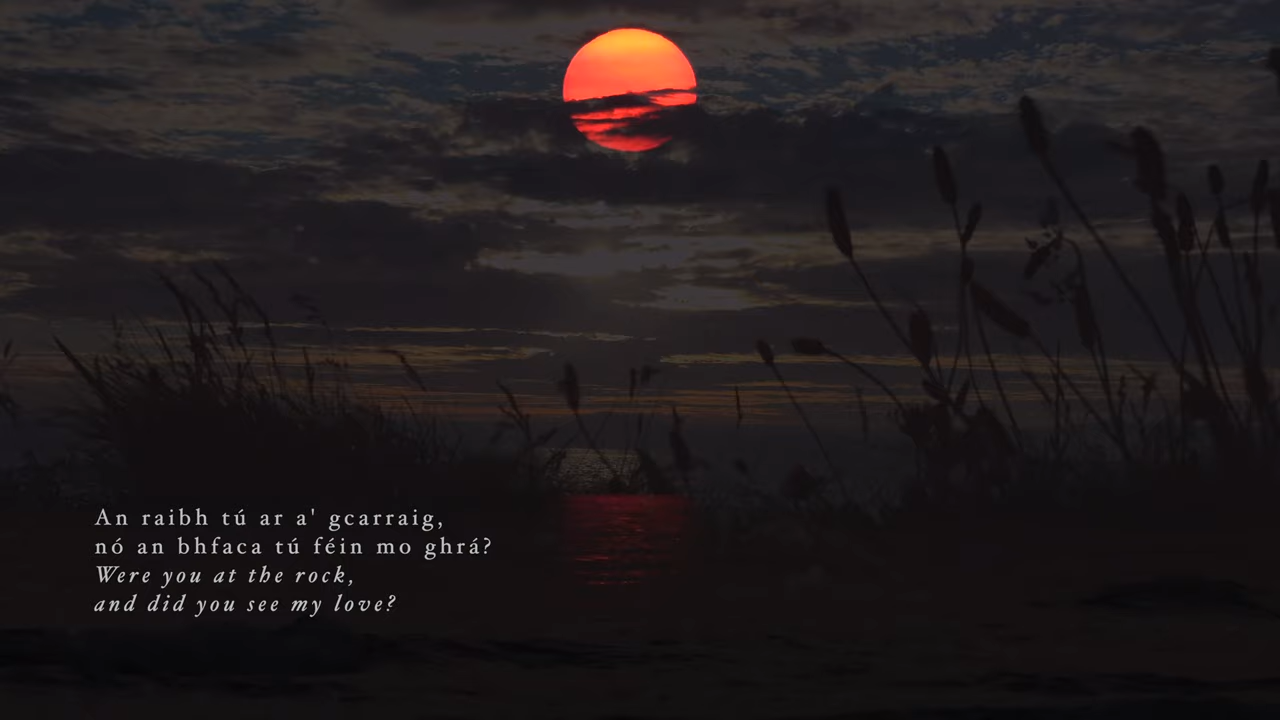 An raibh tú ar a' gcarraig,
nó an bhfaca tú féin mo ghrá?
Were you at the rock,
and did you see my love?